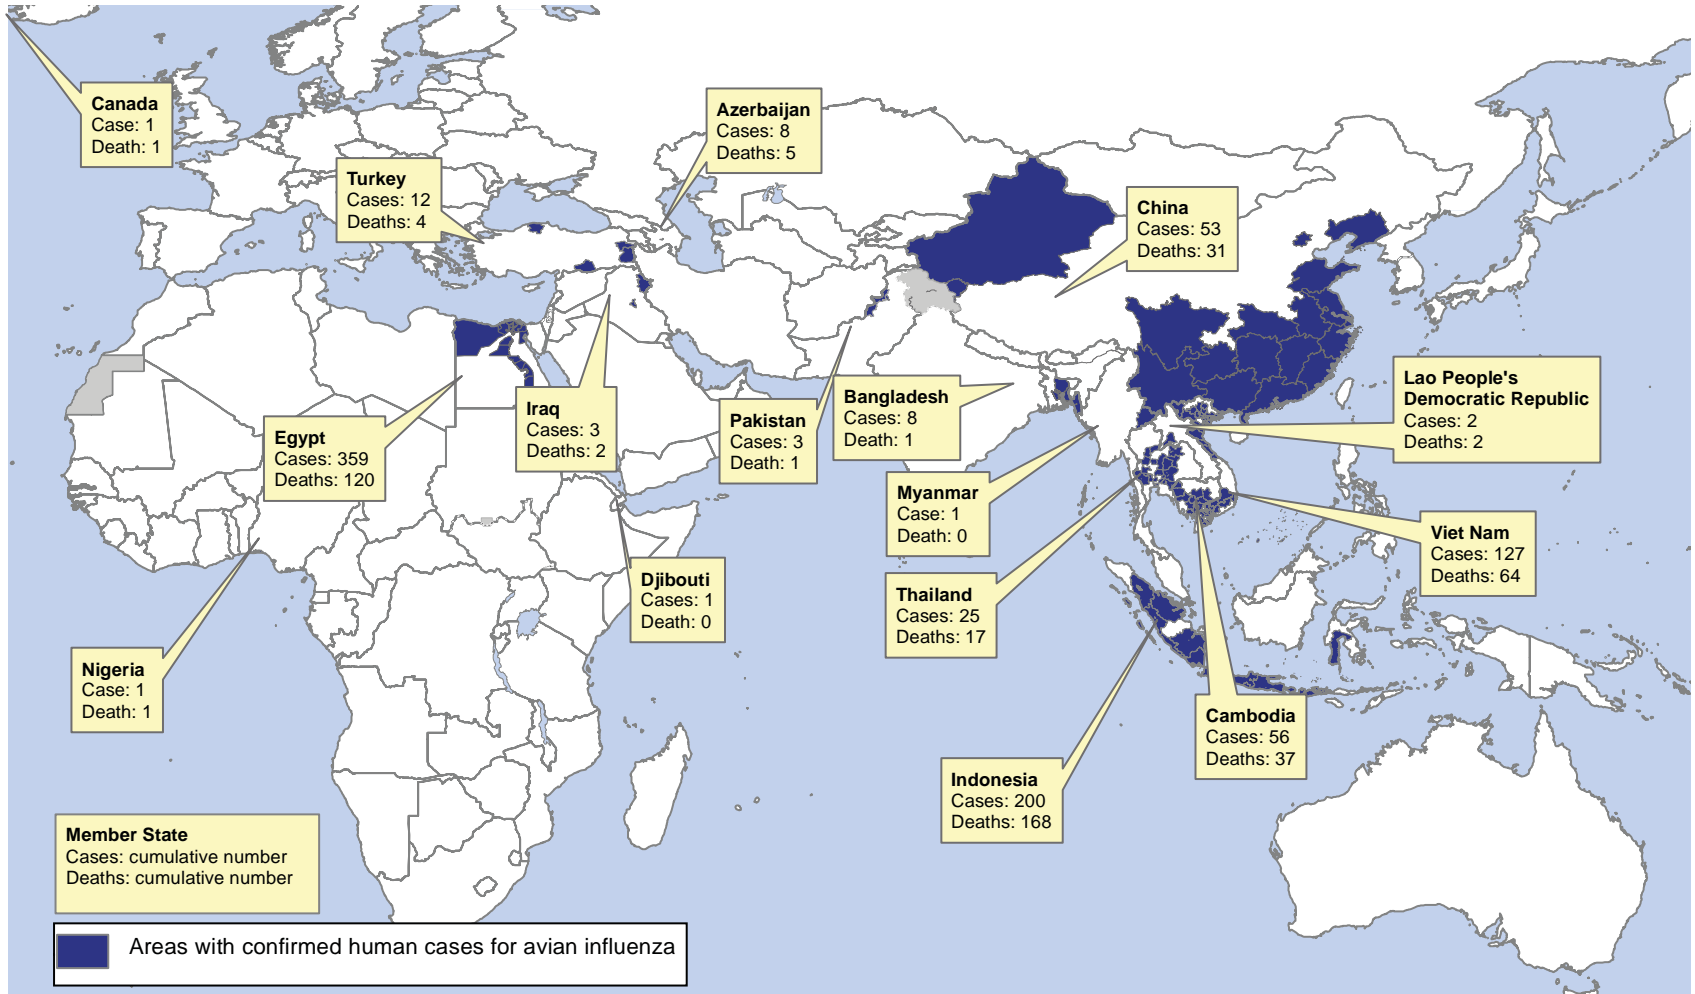 Canada
Case: 1
Death: 1
Azerbaijan
Cases: 8
Deaths: 5
Turkey
Cases: 12
Deaths: 4
China
Cases: 53
Deaths: 31
Lao People's
Democratic Republic
Cases: 2
Deaths: 2
Bangladesh
Cases: 8
Death: 1
Iraq
Cases: 3
Deaths: 2
Pakistan
Cases: 3
Death: 1
Egypt
Cases: 359
Deaths: 120
Myanmar
Case: 1
Death: 0
Viet Nam
Cases: 127
Deaths: 64
Djibouti
Cases: 1
Death: 0
Thailand
Cases: 25
Deaths: 17
Nigeria
Case: 1
Death: 1
Cambodia
Cases: 56
Deaths: 37
Indonesia
Cases: 200
Deaths: 168
Member State
Cases: cumulative number
Deaths: cumulative number
Areas with confirmed human cases for avian influenza